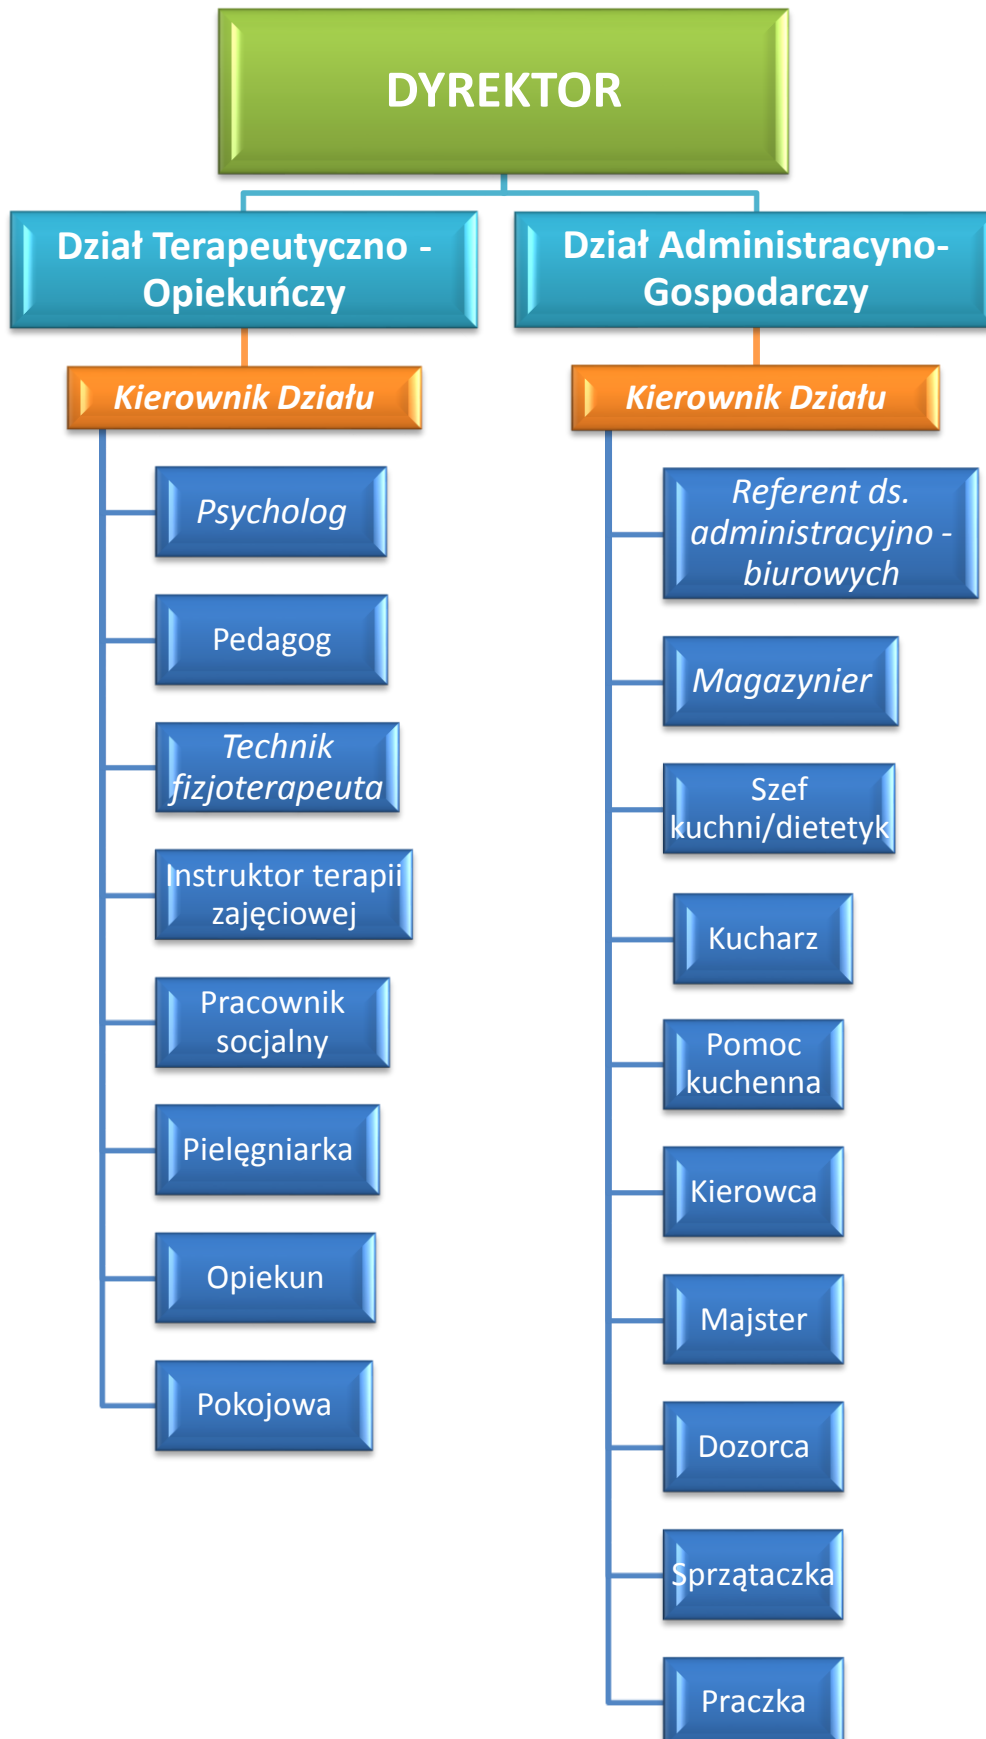 DYREKTOR
Dział Terapeutyczno -
Opiekuńczy
Kierownik Działu
Psycholog
Pedagog
Technik
fizjoterapeuta
Instruktor terapii
zajęciowej
Pracownik
socjalny
Pielęgniarka
Opiekun
Pokojowa
Dział Administracyno-
Gospodarczy
Kierownik Działu
Referent ds.
administracyjno -
biurowych
Magazynier
Szef
kuchni/dietetyk
Kucharz
Pomoc
kuchenna
Kierowca
Majster
Dozorca
Sprzątaczka
Praczka